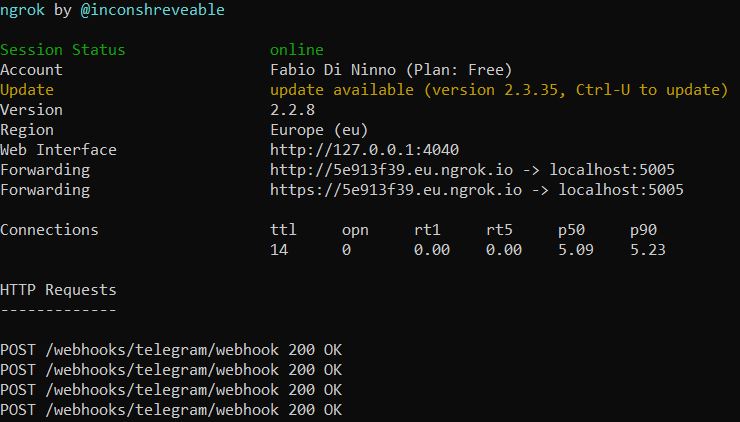 ngrok by @inconshreveable
Session Status online
Account Fabio Di Ninno (Plan: Free)
Update update available (version 2.3.35, Ctrl-U to update)
Version 2.2.8
Region Europe (eu)
Web Interface http://127.0.0.1:4040
Forwarding http://5e913f39.eu.ngrok.io -> localhost:5005
Forwarding https://5e913f39.eu.ngrok.io -> localhost:5005
Connections ttl opn rt1 rt5 p50 p90
14 0 0.00 0.00 5.09 5.23
HTTP Requests
-------------
POST /webhooks/telegram/webhook 200 OK
POST /webhooks/telegram/webhook 200 OK
POST /webhooks/telegram/webhook 200 OK
POST /webhooks/telegram/webhook 200 OK